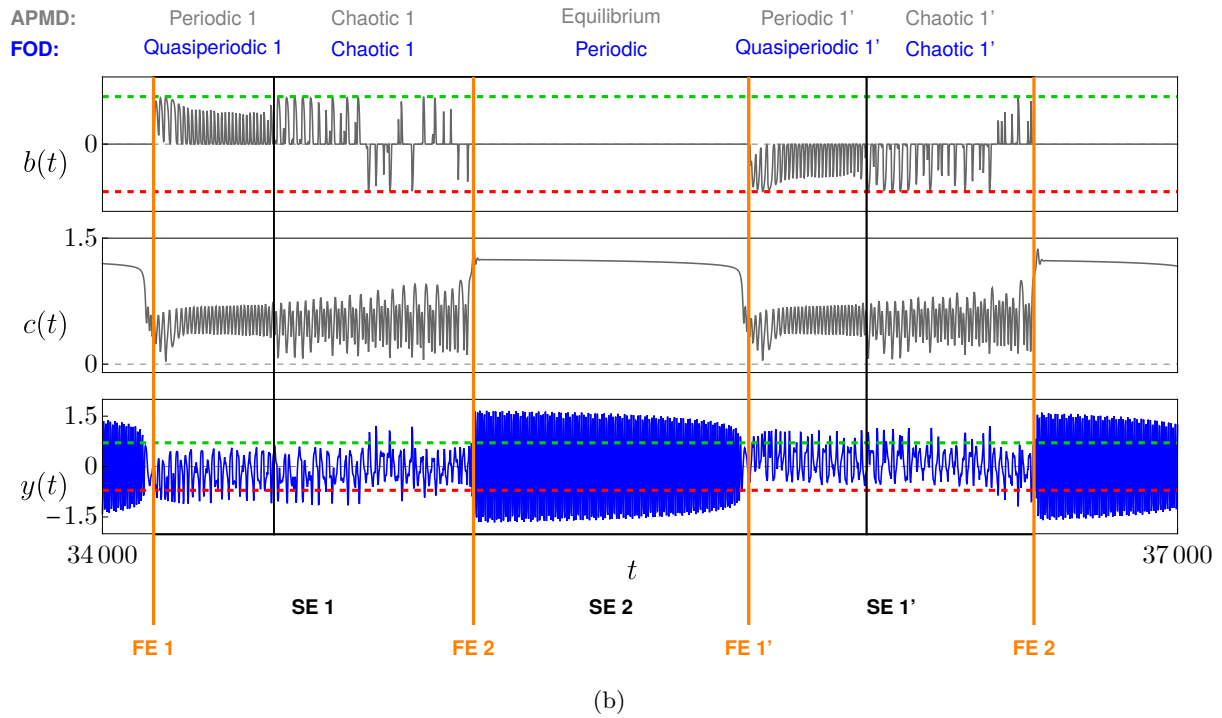 APMD: Periodic 1 Chaotic 1 Equilibrium Periodic 1' Chaotic 1'
FOD: Quasiperiodic 1 Chaotic 1 Periodic Quasiperiodic 1' Chaotic 1'
0
b(t)
1.5
c(t)
0
1.5
0
y(t)
−1.5
34 000 t 37 000
SE 1 SE 2 SE 1'
FE 1 FE 2 FE 1' FE 2
(b)